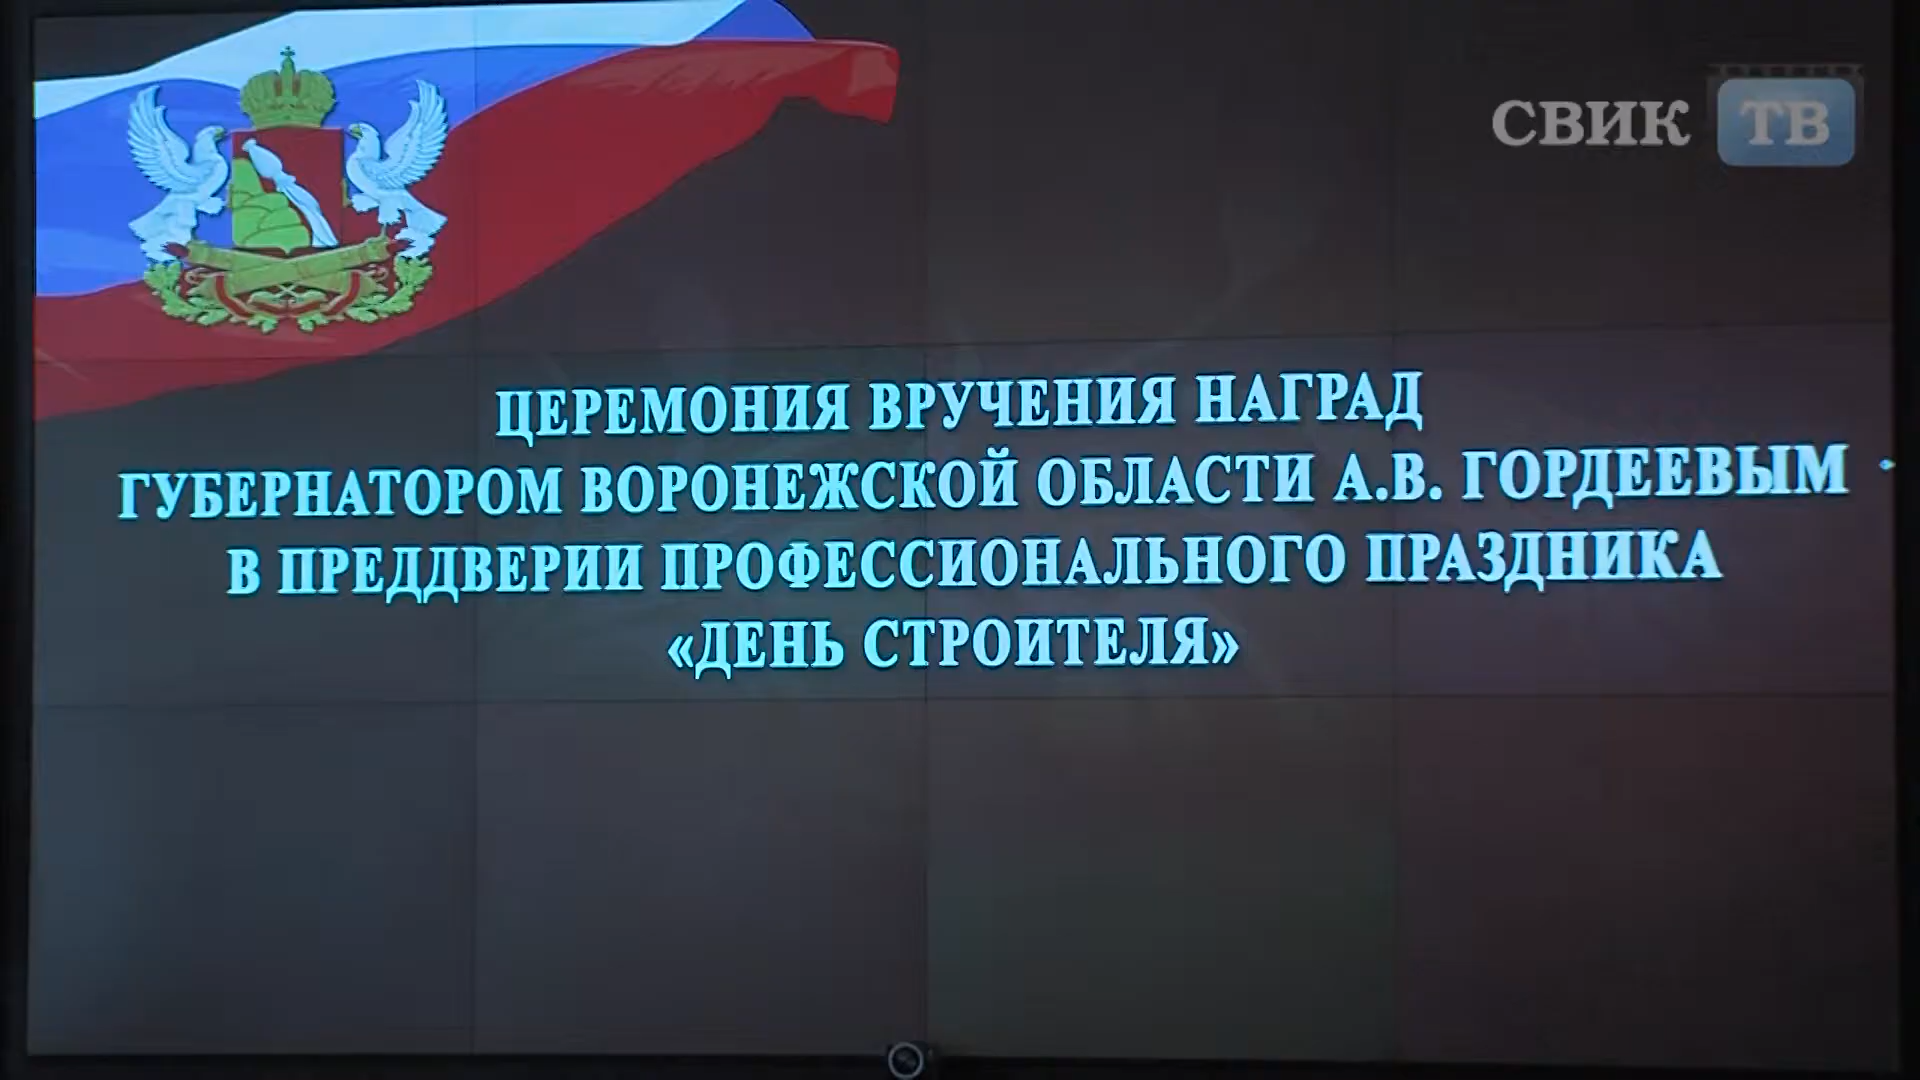 СВИК ТВ
ЦЕРЕМОНИЯ ВРУЧЕНИЯ НАГРАД
ГУБЕРНАТОРОМ ВОРОНЕЖСКОЙ ОБЛАСТИ А.В. ГОРДЕЕВЫМ
В ПРЕДДВЕРИИ ПРОФЕССИОНАЛЬНОГО ПРАЗДНИКА
«ДЕНЬ СТРОИТЕЛЯ»